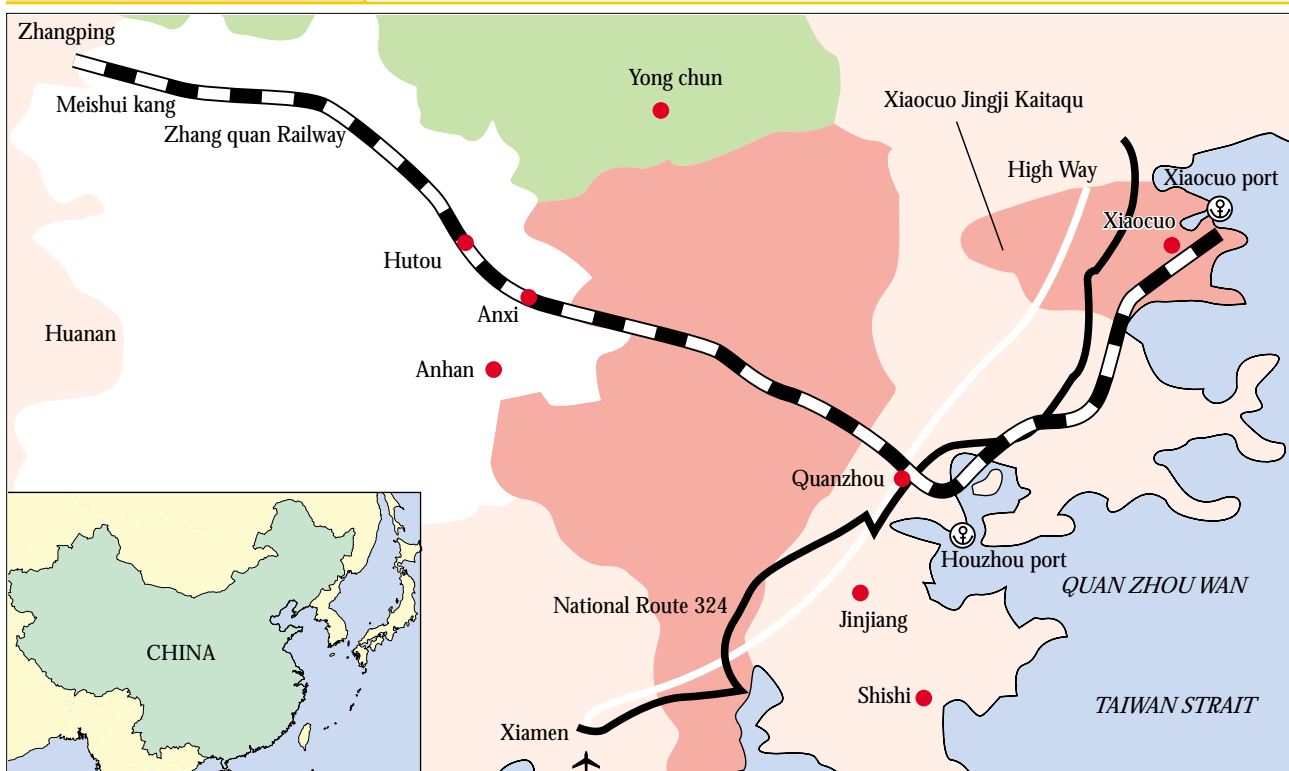 Zhangping
Yong chun
Meishui kang
Xiaocuo Jingji Kaitaqu
Zhang quan Railway
High Way
Xiaocuo port
Xiaocuo
Hutou
Anxi
Huanan
Anhan
Quanzhou
Houzhou port
QUAN ZHOU WAN
National Route 324
Jinjiang
CHINA
Shishi
TAIWAN STRAIT
Xiamen